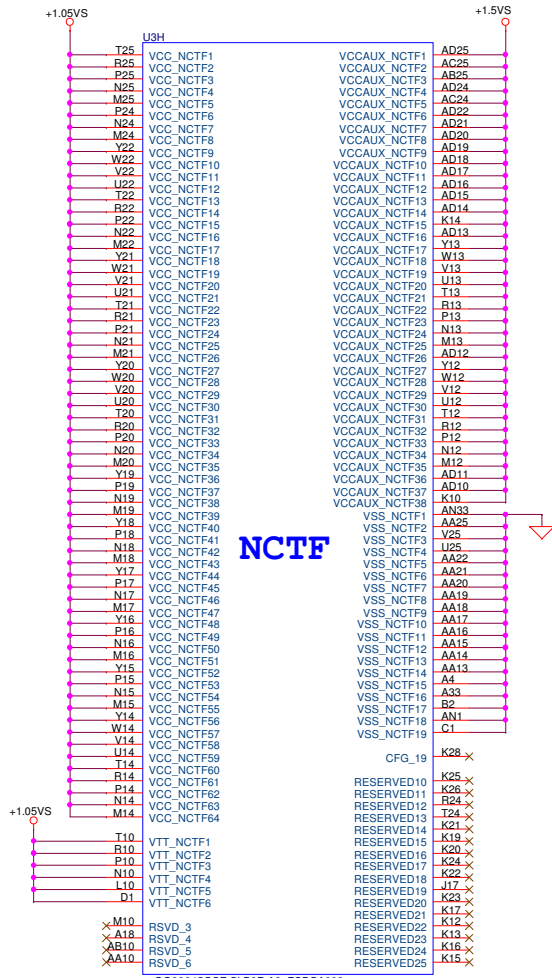 +1.05VS +1.5VS
U3H
T25 VCC_NCTF1 VCCAUX_NCTF1 AD25
R25 VCC_NCTF2 VCCAUX_NCTF2 AC25
P25 VCC_NCTF3 VCCAUX_NCTF3 AB25
N25 VCC_NCTF4 VCCAUX_NCTF4 AD24
M25 VCC_NCTF5 VCCAUX_NCTF5 AC24
P24 VCC_NCTF6 VCCAUX_NCTF6 AD22
N24 VCC_NCTF7 VCCAUX_NCTF7 AD21
M24 VCC_NCTF8 VCCAUX_NCTF8 AD20
Y22 VCC_NCTF9 VCCAUX_NCTF9 AD19
W22 VCC_NCTF10 VCCAUX_NCTF10 AD18
V22 VCC_NCTF11 VCCAUX_NCTF11 AD17
U22 VCC_NCTF12 VCCAUX_NCTF12 AD16
T22 VCC_NCTF13 VCCAUX_NCTF13 AD15
R22 VCC_NCTF14 VCCAUX_NCTF14 AD14
P22 VCC_NCTF15 VCCAUX_NCTF15 K14
N22 VCC_NCTF16 VCCAUX_NCTF16 AD13
M22 VCC_NCTF17 VCCAUX_NCTF17 Y13
Y21 VCC_NCTF18 VCCAUX_NCTF18 W13
W21 VCC_NCTF19 VCCAUX_NCTF19 V13
V21 VCC_NCTF20 VCCAUX_NCTF20 U13
U21 VCC_NCTF21 VCCAUX_NCTF21 T13
T21 VCC_NCTF22 VCCAUX_NCTF22 R13
R21 VCC_NCTF23 VCCAUX_NCTF23 P13
P21 VCC_NCTF24 VCCAUX_NCTF24 N13
N21 VCC_NCTF25 VCCAUX_NCTF25 M13
M21 VCC_NCTF26 VCCAUX_NCTF26 AD12
Y20 VCC_NCTF27 VCCAUX_NCTF27 Y12
W20 VCC_NCTF28 VCCAUX_NCTF28 W12
V20 VCC_NCTF29 VCCAUX_NCTF29 V12
U20 VCC_NCTF30 VCCAUX_NCTF30 U12
T20 VCC_NCTF31 VCCAUX_NCTF31 T12
R20 VCC_NCTF32 VCCAUX_NCTF32 R12
P20 VCC_NCTF33 VCCAUX_NCTF33 P12
N20 VCC_NCTF34 VCCAUX_NCTF34 N12
M20 VCC_NCTF35 VCCAUX_NCTF35 M12
Y19 VCC_NCTF36 VCCAUX_NCTF36 AD11
P19 VCC_NCTF37 VCCAUX_NCTF37 AD10
N19 VCC_NCTF38 VCCAUX_NCTF38 K10
M19 VCC_NCTF39 VSS_NCTF1 AN33
Y18 VCC_NCTF40 VSS_NCTF2 AA25
P18 VCC_NCTF41 VSS_NCTF3 V25
N18 VCC_NCTF42 VSS_NCTF4 U25
NCTF
M18 VCC_NCTF43 VSS_NCTF5 AA22
Y17 VCC_NCTF44 VSS_NCTF6 AA21
P17 VCC_NCTF45 VSS_NCTF7 AA20
N17 VCC_NCTF46 VSS_NCTF8 AA19
M17 VCC_NCTF47 VSS_NCTF9 AA18
Y16 VCC_NCTF48 VSS_NCTF10 AA17
P16 VCC_NCTF49 VSS_NCTF11 AA16
N16 VCC_NCTF50 VSS_NCTF12 AA15
M16 VCC_NCTF51 VSS_NCTF13 AA14
Y15 VCC_NCTF52 VSS_NCTF14 AA13
P15 VCC_NCTF53 VSS_NCTF15 A4
N15 VCC_NCTF54 VSS_NCTF16 A33
M15 VCC_NCTF55 VSS_NCTF17 B2
Y14 VCC_NCTF56 VSS_NCTF18 AN1
W14 VCC_NCTF57 VSS_NCTF19 C1
V14 VCC_NCTF58
U14 VCC_NCTF59 CFG_19 K28
T14 VCC_NCTF60
R14 VCC_NCTF61 RESERVED10 K25
P14 VCC_NCTF62 RESERVED11 K26
N14 VCC_NCTF63 RESERVED12 R24
M14 VCC_NCTF64 RESERVED13 T24
+1.05VS
RESERVED14 K21
T10 VTT_NCTF1 RESERVED15 K19
R10 VTT_NCTF2 RESERVED16 K20
P10 VTT_NCTF3 RESERVED17 K24
N10 VTT_NCTF4 RESERVED18 K22
L10 VTT_NCTF5 RESERVED19 J17
D1 VTT_NCTF6 RESERVED20 K23
RESERVED21 K17
M10 RSVD_3 RESERVED22 K12
A18 RSVD_4 RESERVED23 K13
AB10 RSVD_5 RESERVED24 K16
AA10 RSVD_6 RESERVED25 K15